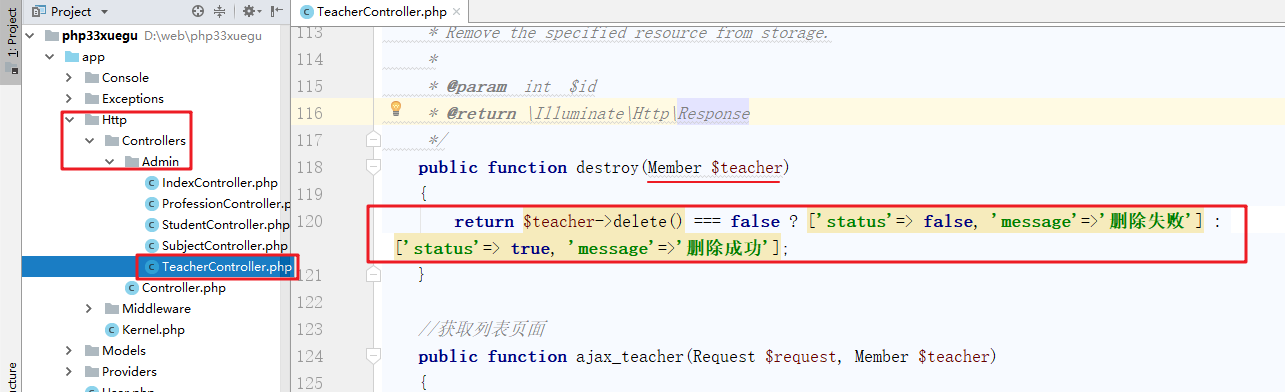 1: Project
Project
php33xuegu D:\web\php33xuegu
app
Console
Exceptions
Http
Controllers
Admin
IndexController.php
ProfessionController.p
StudentController.php
SubjectController.php
TeacherController.php
Controller.php
Middleware
Kernel.php
Models
Providers
User.php
TeacherController.php
113 * Remove the specified resource from storage.
114 *
115 * @param int $id
116 * @return \Illuminate\Http\Response
117 */
118 public function destroy(Member $teacher)
119 {
120 return $teacher->delete() === false ? ['status'=> false, 'message'=>'删除失败'] :
['status'=> true, 'message'=>'删除成功'];
121 }
122
123 //获取列表页面
124 public function ajax_teacher(Request $request, Member $teacher)
125 {